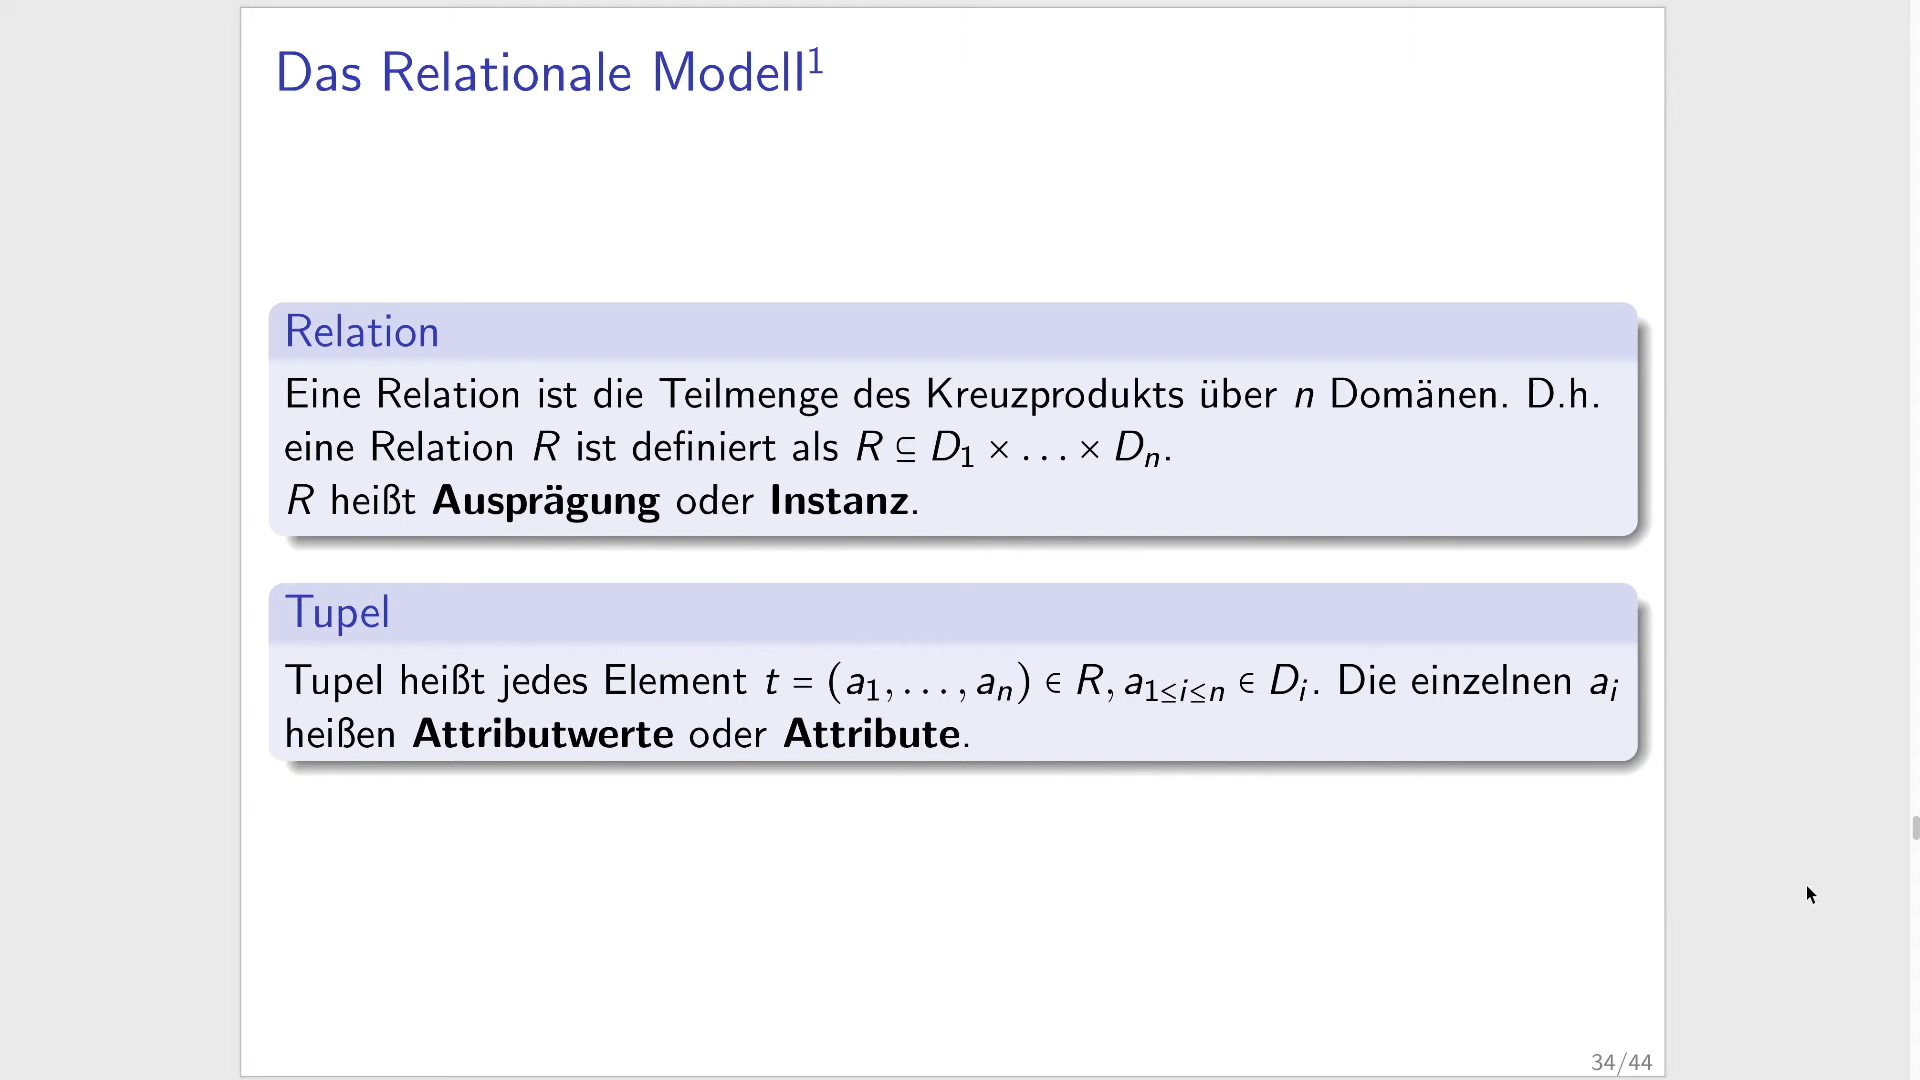 Das Relationale Modell¹
Relation
Eine Relation ist die Teilmenge des Kreuzprodukts über n Domänen. D.h.
eine Relation R ist definiert als R ⊆ D₁ × . . . × Dₙ.
R heißt Ausprägung oder Instanz.
Tupel
Tupel heißt jedes Element t = (a₁, . . . , aₙ) ∈ R, a₁≤ᵢ≤ₙ ∈ Dᵢ. Die einzelnen aᵢ
heißen Attributwerte oder Attribute.
34/44